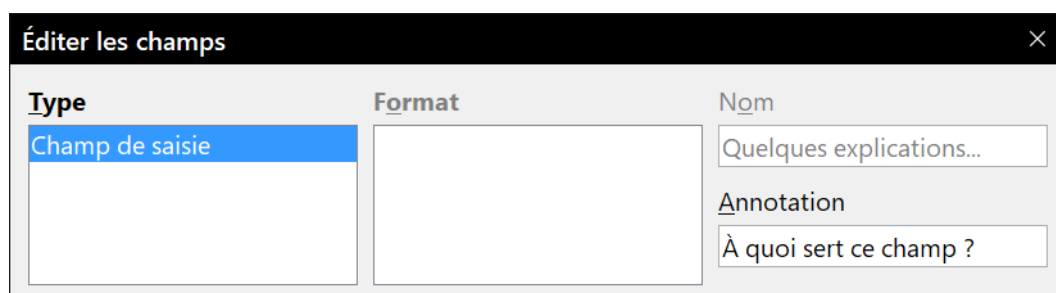 Éditer les champs
Type
Format
Nom
Champ de saisie
Quelques explications...
Annotation
À quoi sert ce champ ?